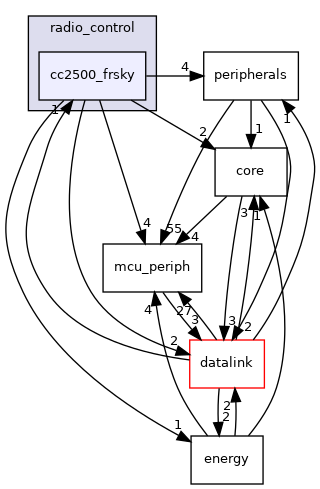 radio_control
cc2500_frsky
4
peripherals
1
1
2
1
core
4
55
4
3
1
mcu_periph
4
27
3
3
2
2
datalink
2
2
1
energy